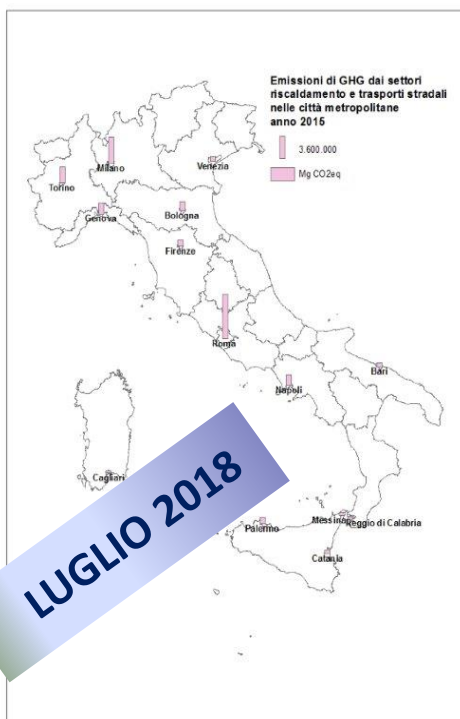 Emissioni di GHG dai settori
riscaldamento e trasporti stradali
nelle città metropolitane
anno 2015
3.600.000
Mg CO2eq
Milano
Venezia
Torino
Genova
Bologna
Firenze
Roma
Napoli
Bari
Cagliari
LUGLIO 2018
Palermo
Messina
Reggio di Calabria
Catania